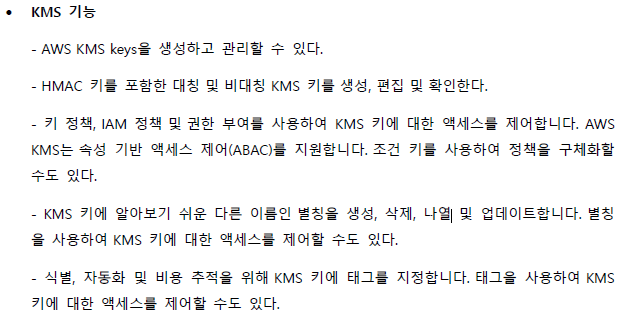 • KMS 기능
- AWS KMS keys을 생성하고 관리할 수 있다.
- HMAC 키를 포함한 대칭 및 비대칭 KMS 키를 생성, 편집 및 확인한다.
- 키 정책, IAM 정책 및 권한 부여를 사용하여 KMS 키에 대한 액세스를 제어합니다. AWS
KMS는 속성 기반 액세스 제어(ABAC)를 지원합니다. 조건 키를 사용하여 정책을 구체화할
수도 있다.
- KMS 키에 알아보기 쉬운 다른 이름인 별칭을 생성, 삭제, 나열 및 업데이트합니다. 별칭
을 사용하여 KMS 키에 대한 액세스를 제어할 수도 있다.
- 식별, 자동화 및 비용 추적을 위해 KMS 키에 태그를 지정합니다. 태그를 사용하여 KMS
키에 대한 액세스를 제어할 수도 있다.